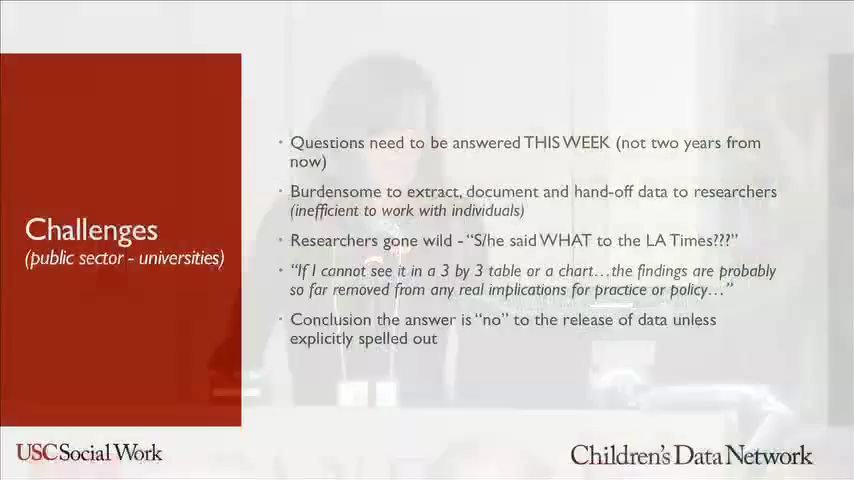 Challenges
(public sector - universities)
• Questions need to be answered THIS WEEK (not two years from
now)
• Burdensome to extract, document and hand-off data to researchers
(inefficient to work with individuals)
• Researchers gone wild - “S/he said WHAT to the LA Times???”
• “If I cannot see it in a 3 by 3 table or a chart…the findings are probably
so far removed from any real implications for practice or policy…”
• Conclusion the answer is “no” to the release of data unless
explicitly spelled out
USC Social Work
Children's Data Network